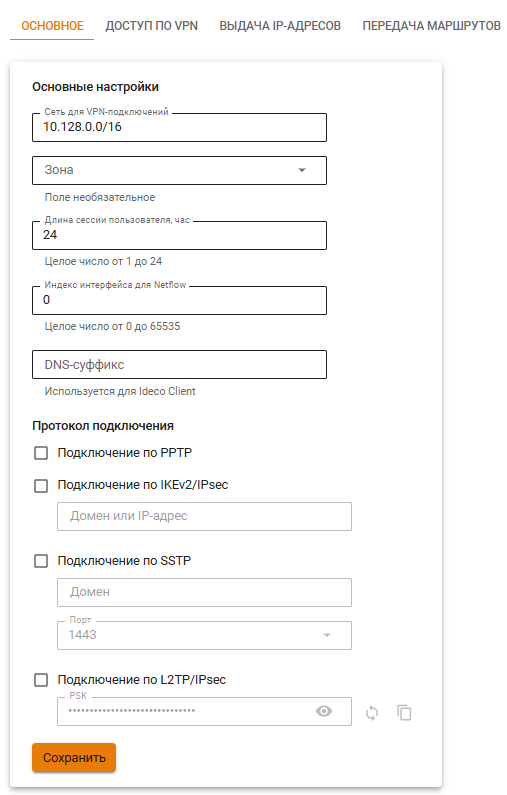 ОСНОВНОЕ ДОСТУП ПО VPN ВЫДАЧА IP-АДРЕСОВ ПЕРЕДАЧА МАРШРУТОВ
Основные настройки
Сеть для VPN-подключений
10.128.0.0/16
Зона
Поле необязательное
Длина сессии пользователя, час
24
Целое число от 1 до 24
Индекс интерфейса для Netflow
0
Целое число от 0 до 65535
DNS-суффикс
Используется для Ideco Client
Протокол подключения
Подключение по PPTP
Подключение по IKEv2/IPsec
Домен или IP-адрес
Подключение по SSTP
Домен
Порт
1443
Подключение по L2TP/IPsec
PSK
••••••••••••••••••••••••••••••
Сохранить